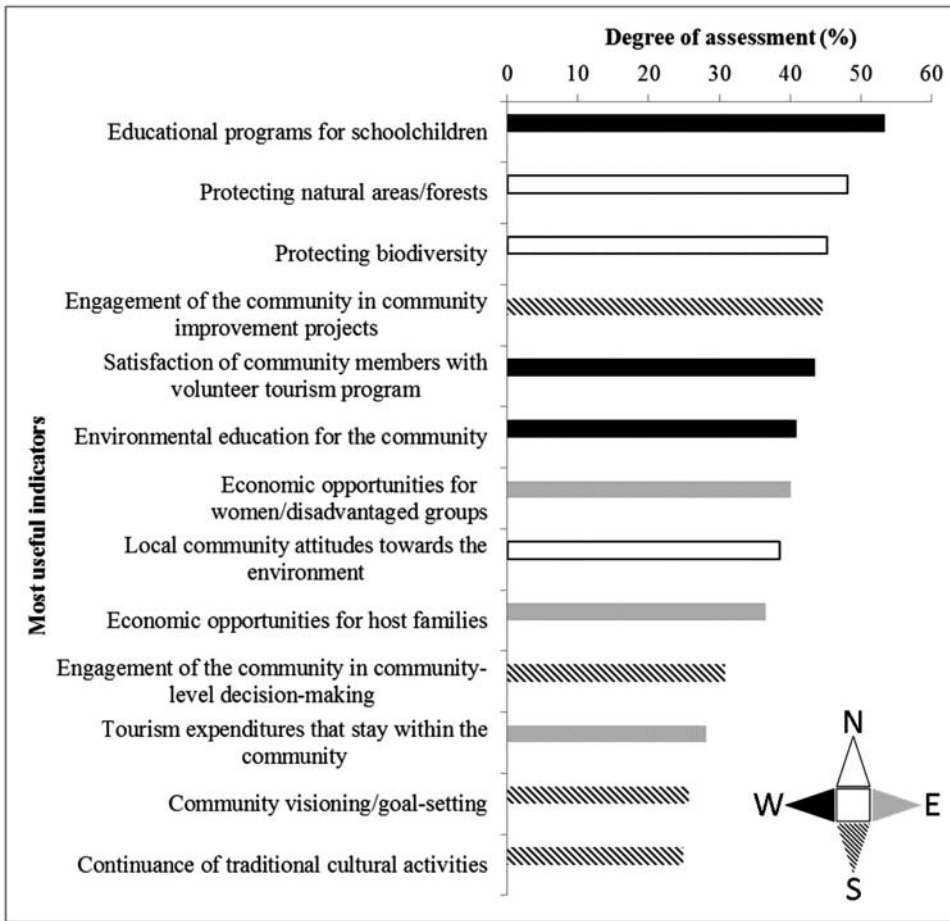 Degree of assessment (%)
0 10 20 30 40 50 60
Most useful indicators
Educational programs for schoolchildren
Protecting natural areas/forests
Protecting biodiversity
Engagement of the community in community
improvement projects
Satisfaction of community members with
volunteer tourism program
Environmental education for the community
Economic opportunities for
women/disadvantaged groups
Local community attitudes towards the
environment
Economic opportunities for host families
Engagement of the community in community-
level decision-making
Tourism expenditures that stay within the
community
Community visioning/goal-setting
Continuance of traditional cultural activities
N
W E
S